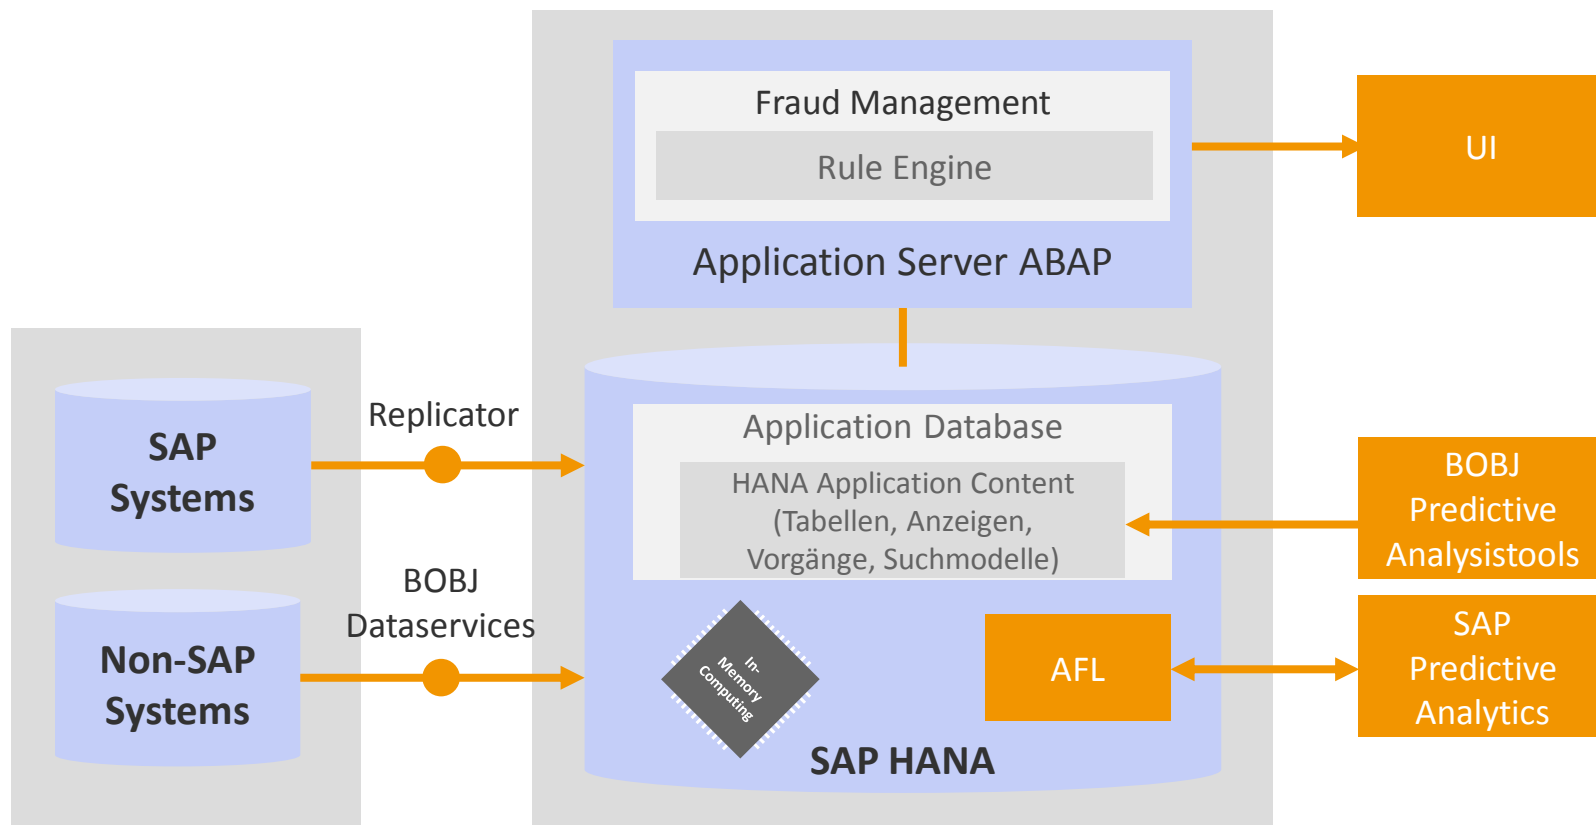 Fraud Management
Rule Engine
Application Server ABAP
UI
SAP
Systems
Non-SAP
Systems
Replicator
BOBJ
Dataservices
Application Database
HANA Application Content
(Tabellen, Anzeigen,
Vorgänge, Suchmodelle)
In-
Memory
Computing
AFL
SAP HANA
BOBJ
Predictive
Analysistools
SAP
Predictive
Analytics